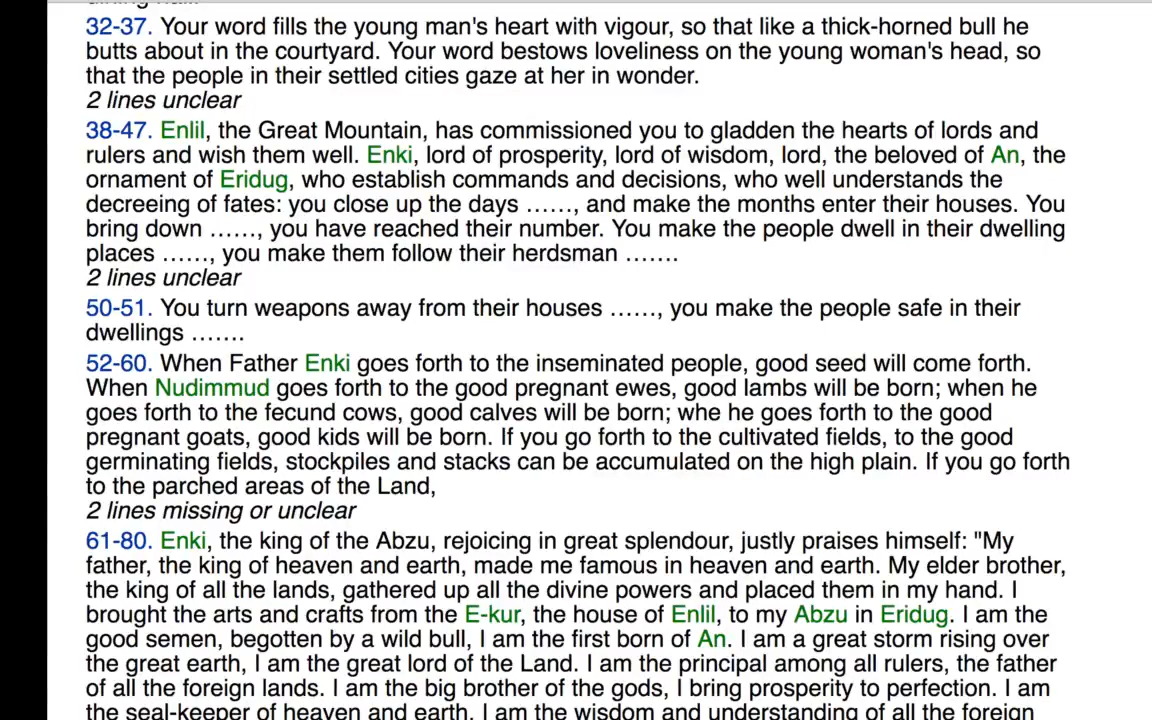 32-37. Your word fills the young man's heart with vigour, so that like a thick-horned bull he
butts about in the courtyard. Your word bestows loveliness on the young woman's head, so
that the people in their settled cities gaze at her in wonder.
2 lines unclear
38-47. Enlil, the Great Mountain, has commissioned you to gladden the hearts of lords and
rulers and wish them well. Enki, lord of prosperity, lord of wisdom, lord, the beloved of An, the
ornament of Eridug, who establish commands and decisions, who well understands the
decreeing of fates: you close up the days ......, and make the months enter their houses. You
bring down ......, you have reached their number. You make the people dwell in their dwelling
places ......, you make them follow their herdsman .......
2 lines unclear
50-51. You turn weapons away from their houses ......, you make the people safe in their
dwellings .......
52-60. When Father Enki goes forth to the inseminated people, good seed will come forth.
When Nudimmud goes forth to the good pregnant ewes, good lambs will be born; when he
goes forth to the fecund cows, good calves will be born; whe he goes forth to the good
pregnant goats, good kids will be born. If you go forth to the cultivated fields, to the good
germinating fields, stockpiles and stacks can be accumulated on the high plain. If you go forth
to the parched areas of the Land,
2 lines missing or unclear
61-80. Enki, the king of the Abzu, rejoicing in great splendour, justly praises himself: "My
father, the king of heaven and earth, made me famous in heaven and earth. My elder brother,
the king of all the lands, gathered up all the divine powers and placed them in my hand. I
brought the arts and crafts from the E-kur, the house of Enlil, to my Abzu in Eridug. I am the
good semen, begotten by a wild bull, I am the first born of An. I am a great storm rising over
the great earth, I am the great lord of the Land. I am the principal among all rulers, the father
of all the foreign lands. I am the big brother of the gods, I bring prosperity to perfection. I am
the seal-keeper of heaven and earth. I am the wisdom and understanding of all the foreign